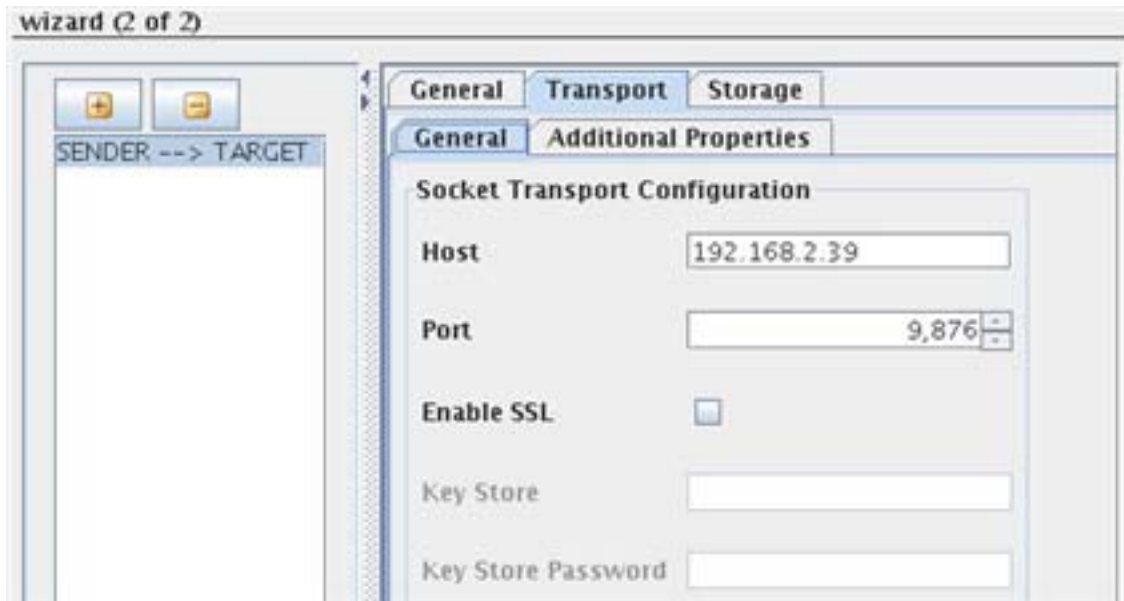 wizard (2 of 2)
SENDER --> TARGET
General Transport Storage
General Additional Properties
Socket Transport Configuration
Host 192.168.2.39
Port 9,876
Enable SSL
Key Store
Key Store Password